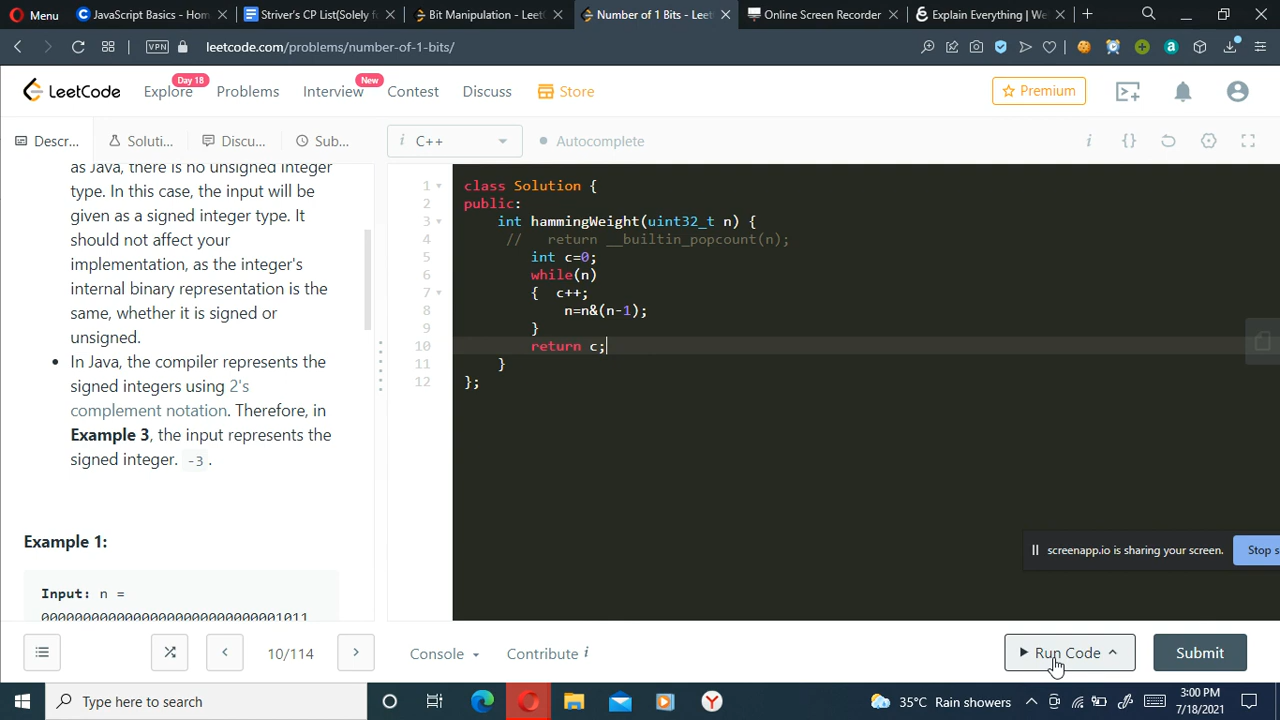 Menu
JavaScript Basics - Hom
Striver's CP List(Solely f
Bit Manipulation - LeetC
Number of 1 Bits - Leet
Online Screen Recorder
Explain Everything | We
VPN
leetcode.com/problems/number-of-1-bits/
LeetCode
Explore
Day 18
Problems
Interview
New
Contest
Discuss
Store
Premium
Descr...
Soluti...
Discu...
Sub...
i C++
Autocomplete
as Java, there is no unsigned integer
type. In this case, the input will be
given as a signed integer type. It
should not affect your
implementation, as the integer's
internal binary representation is the
same, whether it is signed or
unsigned.
• In Java, the compiler represents the
signed integers using 2's
complement notation. Therefore, in
Example 3, the input represents the
signed integer. -3.
Example 1:
Input: n =
00000000000000000000000000001011
1 class Solution {
2 public:
3 int hammingWeight(uint32_t n) {
4 // return __builtin_popcount(n);
5 int c=0;
6 while(n)
7 { c++;
8 n=n&(n-1);
9 }
10 return c;
11 }
12 };
screenapp.io is sharing your screen.
Stop s
10/114
Console
Contribute i
Run Code
Submit
Type here to search
35°C Rain showers
3:00 PM
7/18/2021